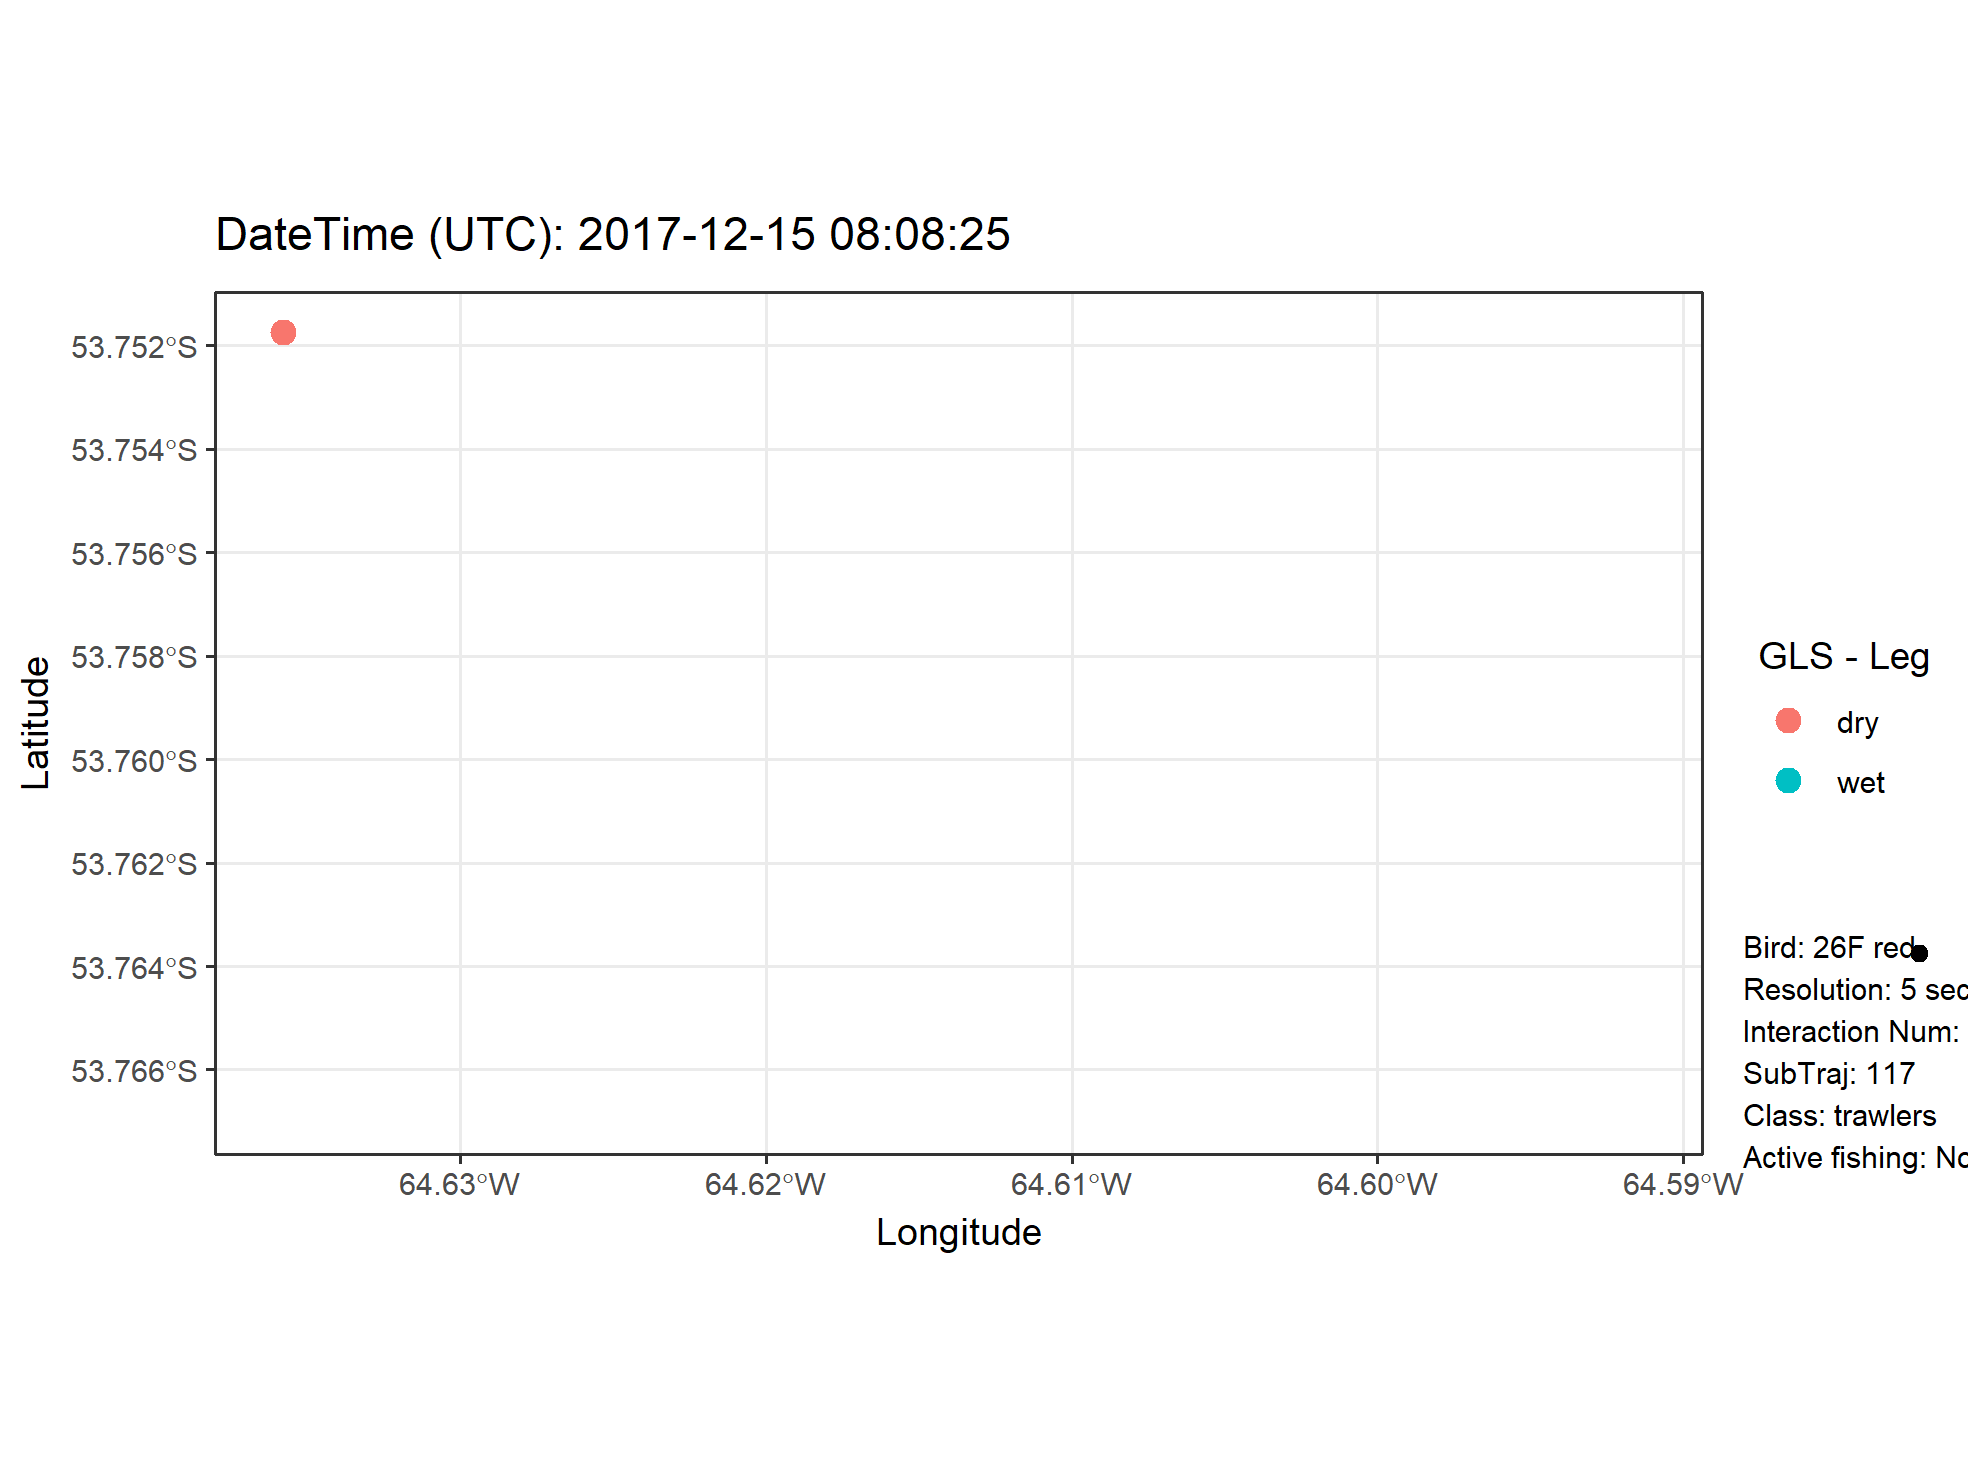 DateTime (UTC): 2017-12-15 08:08:25
53.752°S
53.754°S
53.756°S
53.758°S
53.760°S
53.762°S
53.764°S
53.766°S
Latitude
64.63°W
64.62°W
64.61°W
64.60°W
64.59°W
Longitude
GLS - Leg
dry
wet
Bird: 26F red
Resolution: 5 sec
Interaction Num:
SubTraj: 117
Class: trawlers
Active fishing: No